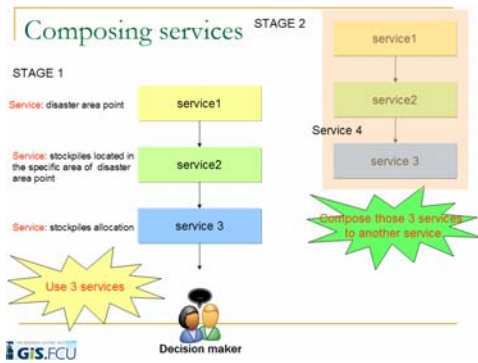 Composing services
STAGE 1
Service: disaster area point
service1
Service: stockpiles located in
the specific area of disaster
area point
service2
Service: stockpiles allocation
service 3
Use 3 services
Decision maker
STAGE 2
service1
service2
Service 4
service 3
Compose those 3 services
to another service
GIS.FCU